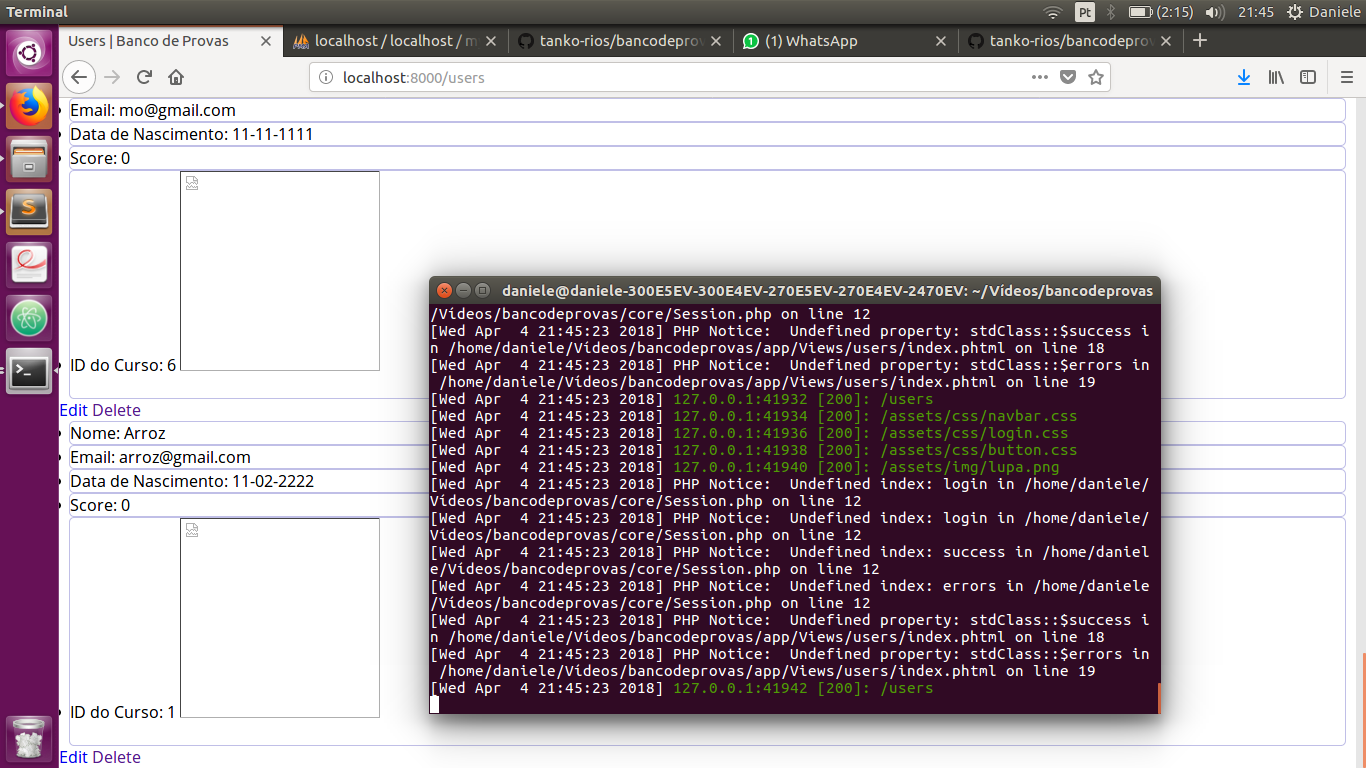 Terminal
Pt
(2:15)
21:45
Daniele
Users | Banco de Provas
localhost / localhost / m
tanko-rios/bancodeprov
(1) WhatsApp
tanko-rios/bancodeprov
localhost:8000/users
Email: mo@gmail.com
Data de Nascimento: 11-11-1111
Score: 0
ID do Curso: 6
Edit Delete
Nome: Arroz
Email: arroz@gmail.com
Data de Nascimento: 11-02-2222
Score: 0
ID do Curso: 1
Edit Delete
daniele@daniele-300E5EV-300E4EV-270E5EV-270E4EV-2470EV: ~/Vídeos/bancodeprovas
/Vídeos/bancodeprovas/core/Session.php on line 12
[Wed Apr  4 21:45:23 2018] PHP Notice:  Undefined property: stdClass::$success i
n /home/daniele/Vídeos/bancodeprovas/app/Views/users/index.phtml on line 18
[Wed Apr  4 21:45:23 2018] PHP Notice:  Undefined property: stdClass::$errors in
 /home/daniele/Vídeos/bancodeprovas/app/Views/users/index.phtml on line 19
[Wed Apr  4 21:45:23 2018] 127.0.0.1:41932 [200]: /users
[Wed Apr  4 21:45:23 2018] 127.0.0.1:41934 [200]: /assets/css/navbar.css
[Wed Apr  4 21:45:23 2018] 127.0.0.1:41936 [200]: /assets/css/login.css
[Wed Apr  4 21:45:23 2018] 127.0.0.1:41938 [200]: /assets/css/button.css
[Wed Apr  4 21:45:23 2018] 127.0.0.1:41940 [200]: /assets/img/lupa.png
[Wed Apr  4 21:45:23 2018] PHP Notice:  Undefined index: login in /home/daniele/
Vídeos/bancodeprovas/core/Session.php on line 12
[Wed Apr  4 21:45:23 2018] PHP Notice:  Undefined index: login in /home/daniele/
Vídeos/bancodeprovas/core/Session.php on line 12
[Wed Apr  4 21:45:23 2018] PHP Notice:  Undefined index: success in /home/daniel
e/Vídeos/bancodeprovas/core/Session.php on line 12
[Wed Apr  4 21:45:23 2018] PHP Notice:  Undefined index: errors in /home/daniele
/Vídeos/bancodeprovas/core/Session.php on line 12
[Wed Apr  4 21:45:23 2018] PHP Notice:  Undefined property: stdClass::$success i
n /home/daniele/Vídeos/bancodeprovas/app/Views/users/index.phtml on line 18
[Wed Apr  4 21:45:23 2018] PHP Notice:  Undefined property: stdClass::$errors in
 /home/daniele/Vídeos/bancodeprovas/app/Views/users/index.phtml on line 19
[Wed Apr  4 21:45:23 2018] 127.0.0.1:41942 [200]: /users